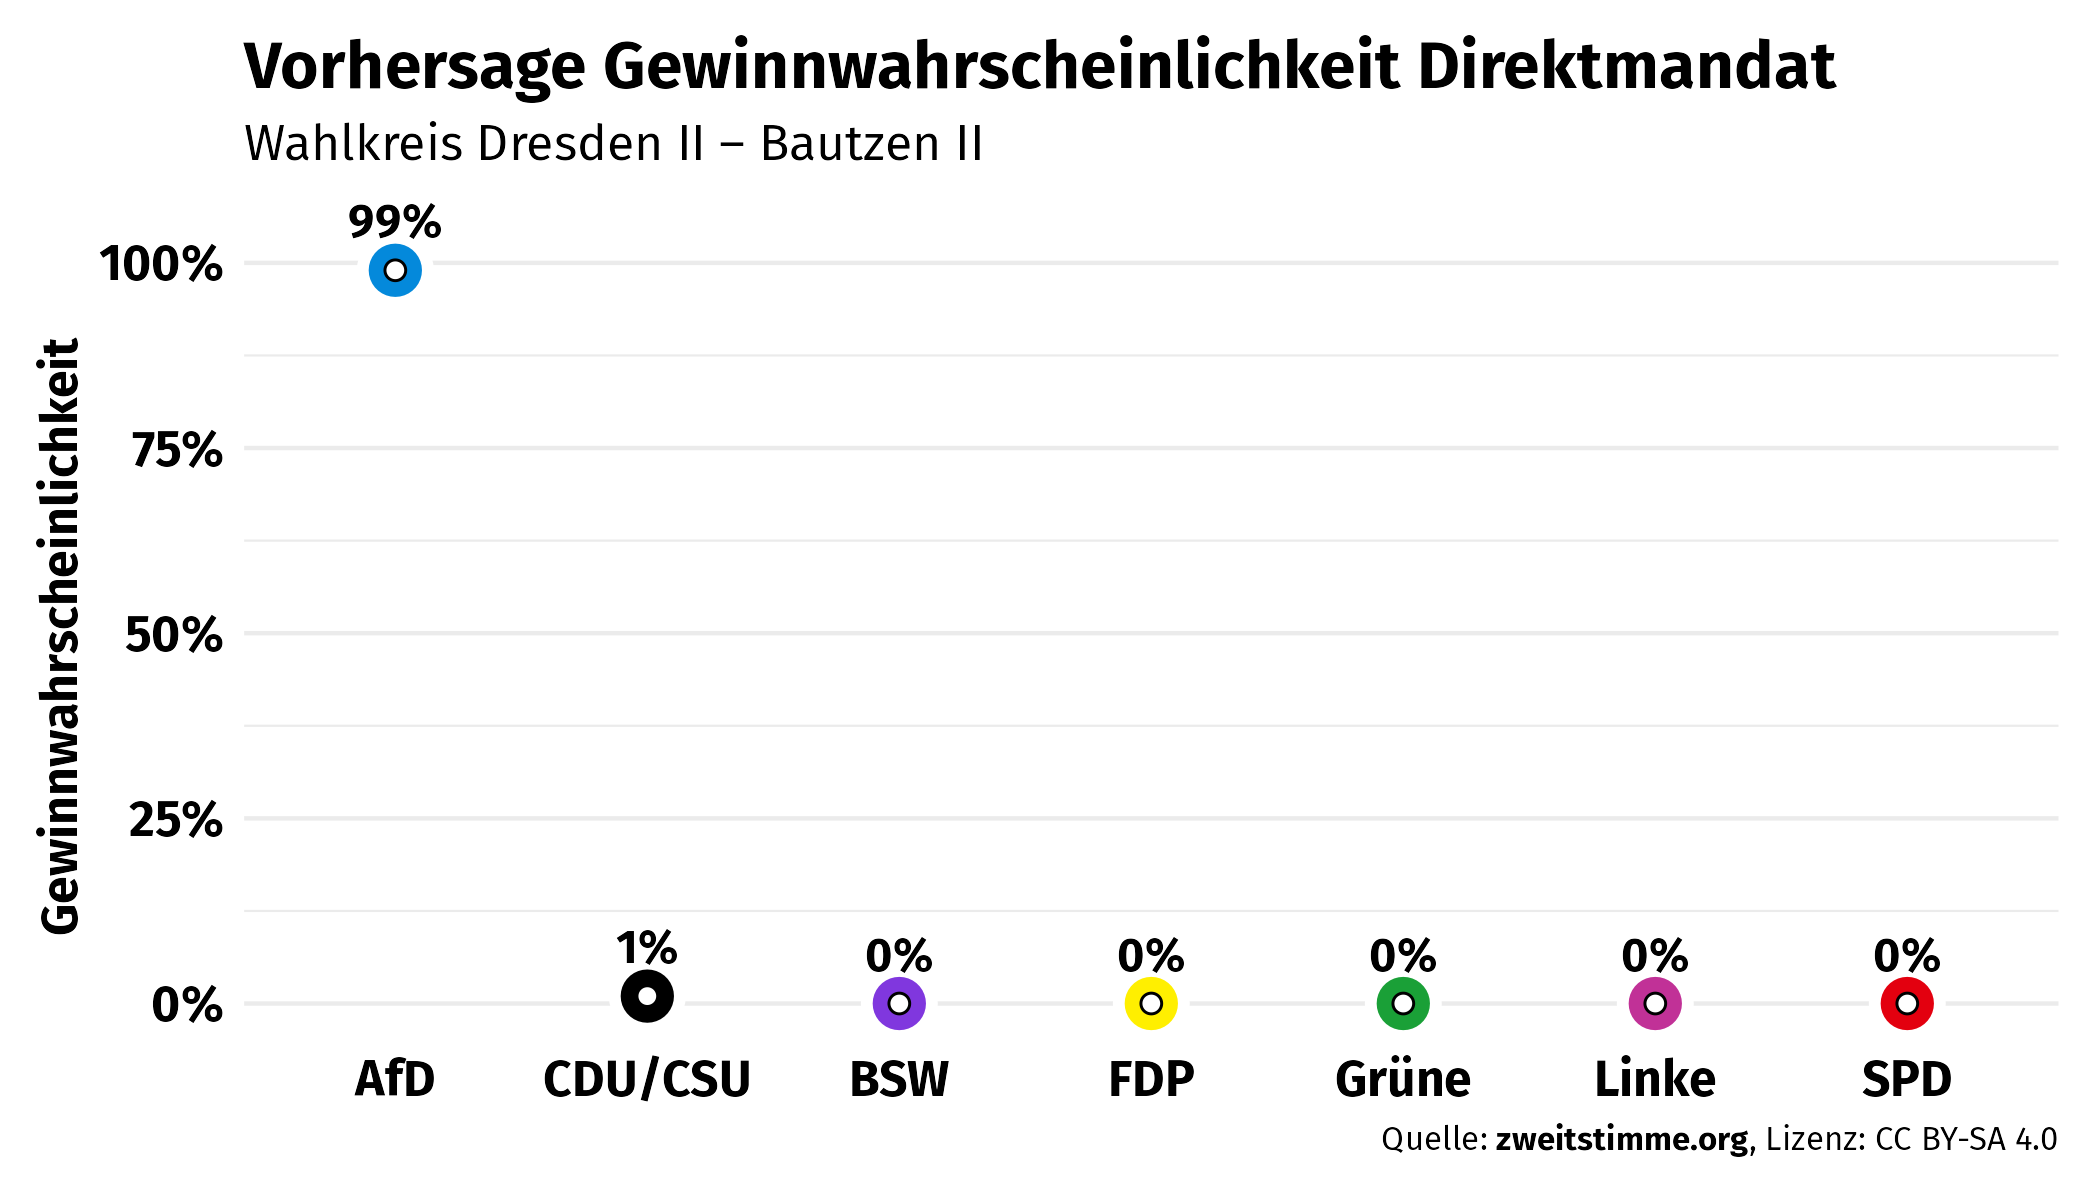 Vorhersage Gewinnwahrscheinlichkeit Direktmandat
Wahlkreis Dresden II – Bautzen II
Gewinnwahrscheinlichkeit
100%
75%
50%
25%
0%
99%
1%
0%
0%
0%
0%
0%
AfD
CDU/CSU
BSW
FDP
Grüne
Linke
SPD
Quelle: zweitstimme.org, Lizenz: CC BY-SA 4.0